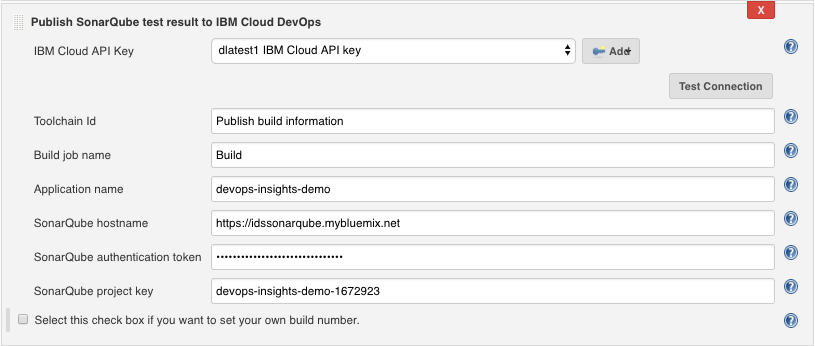 X
Publish SonarQube test result to IBM Cloud DevOps
IBM Cloud API Key dlatest1 IBM Cloud API key Add
Test Connection
Toolchain Id Publish build information
Build job name Build
Application name devops-insights-demo
SonarQube hostname https://idssonarqube.mybluemix.net
SonarQube authentication token •••••••••••••••••••••••••••••••
SonarQube project key devops-insights-demo-1672923
Select this check box if you want to set your own build number.